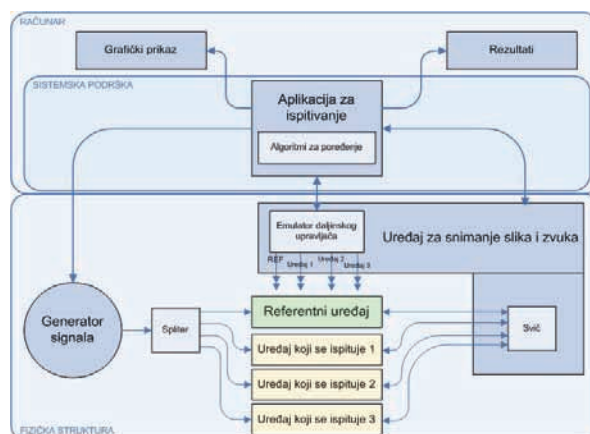 RAČUNAR
Grafički prikaz
Rezultati
SISTEMSKA PODRŠKA
Aplikacija za
ispitivanje
Algoritmi za poređenje
Emulator daljinskog
upravljača
Uređaj za snimanje slika i zvuka
REF
Uređaj 1
Uređaj 2
Uređaj 3
Generator
signala
Spliter
Referentni uređaj
Svič
Uređaj koji se ispituje 1
Uređaj koji se ispituje 2
Uređaj koji se ispituje 3
FIZIČKA STRUKTURA